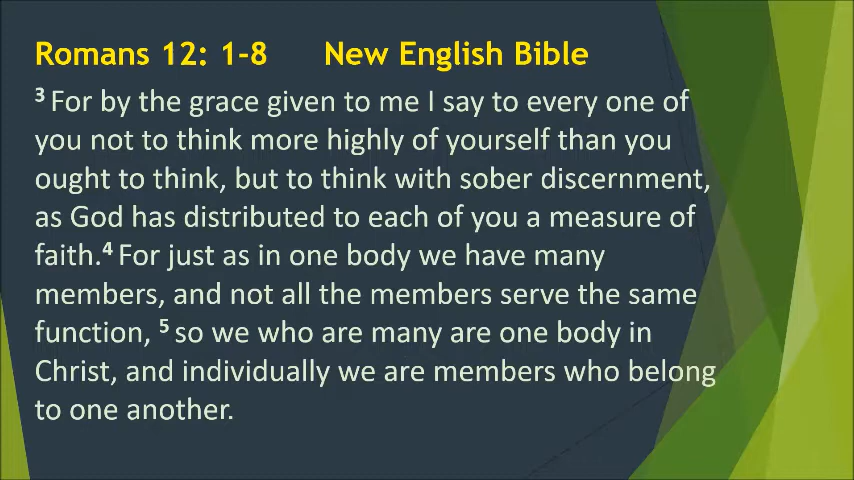 Romans 12: 1-8 New English Bible
³ For by the grace given to me I say to every one of
you not to think more highly of yourself than you
ought to think, but to think with sober discernment,
as God has distributed to each of you a measure of
faith.⁴ For just as in one body we have many
members, and not all the members serve the same
function, ⁵ so we who are many are one body in
Christ, and individually we are members who belong
to one another.